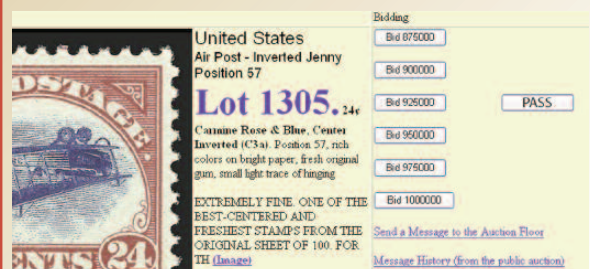 POSTAGE
CENTS 24
United States
Air Post - Inverted Jenny
Position 57
Lot 1305. 24c
Carmine Rose & Blue, Center
Inverted (C3a). Position 57, rich
colors on bright paper, fresh original
gum, small light trace of hinging
EXTREMELY FINE. ONE OF THE
BEST-CENTERED AND
FRESHEST STAMPS FROM THE
ORIGINAL SHEET OF 100. FOR
TH (Image)
Bidding
Bid 875000
Bid 900000
Bid 925000
PASS
Bid 950000
Bid 975000
Bid 1000000
Send a Message to the Auction Floor
Message History (from the public auction)